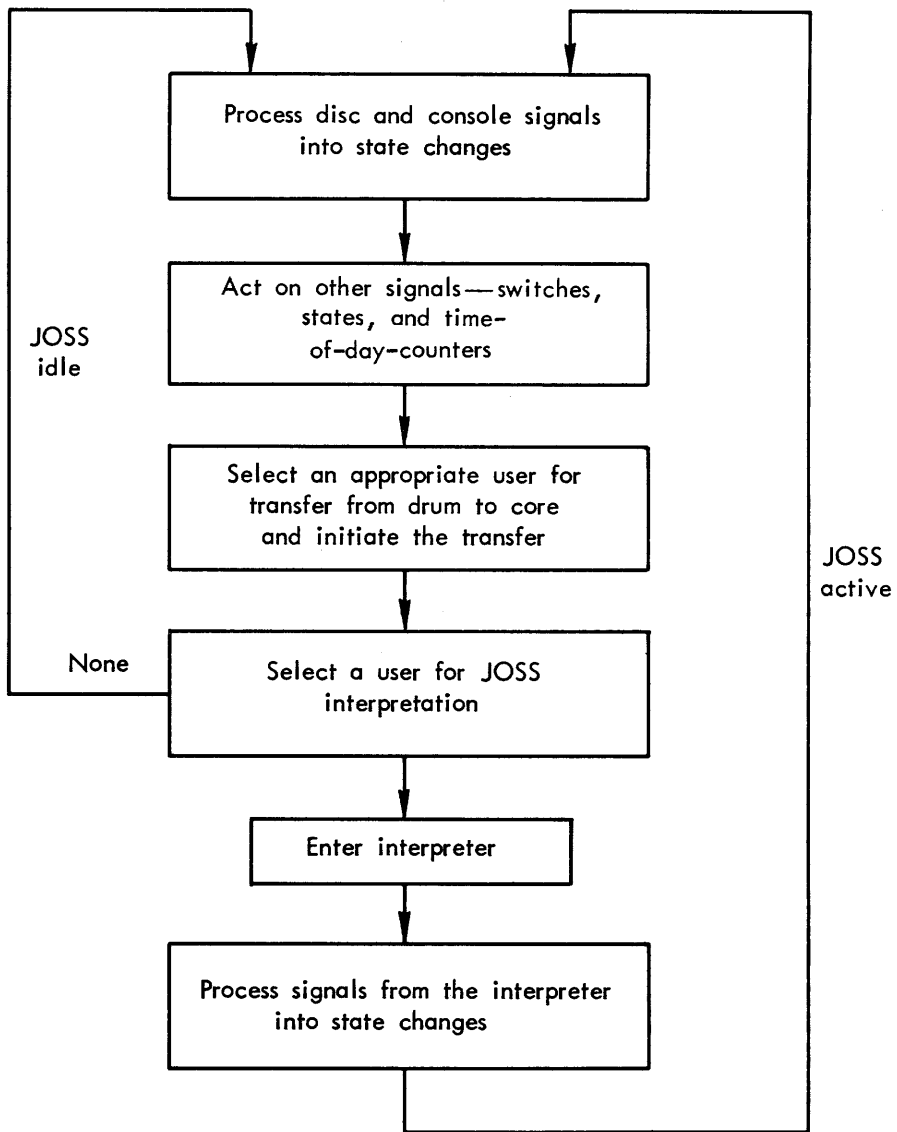 Process disc and console signals
into state changes
Act on other signals—switches,
states, and time-
of-day-counters
JOSS
idle
Select an appropriate user for
transfer from drum to core
and initiate the transfer
JOSS
active
None
Select a user for JOSS
interpretation
Enter interpreter
Process signals from the interpreter
into state changes